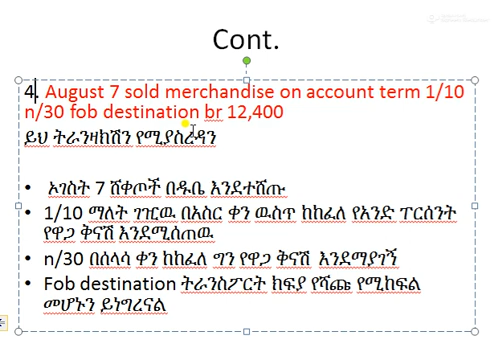 Cont.
4. August 7 sold merchandise on account term 1/10
n/30 fob destination br 12,400
ይህ ትራንዛክሽን የሚያስረዳን
• ኦገስት 7 ሸቀጦች በዱቤ እንደተሸጡ
• 1/10 ማለት ገዢዉ በአስር ቀን ዉስጥ ከከፈለ የአንድ ፐርሰንት
የዋጋ ቅናሽ እንደሚሰጠዉ
• n/30 በሰላሳ ቀን ከከፈለ ግን የዋጋ ቅናሽ እንደማያገኝ
• Fob destination ትራንስፖርት ክፍያ የሻጩ የሚከፍል
መሆኑን ይነግረናል